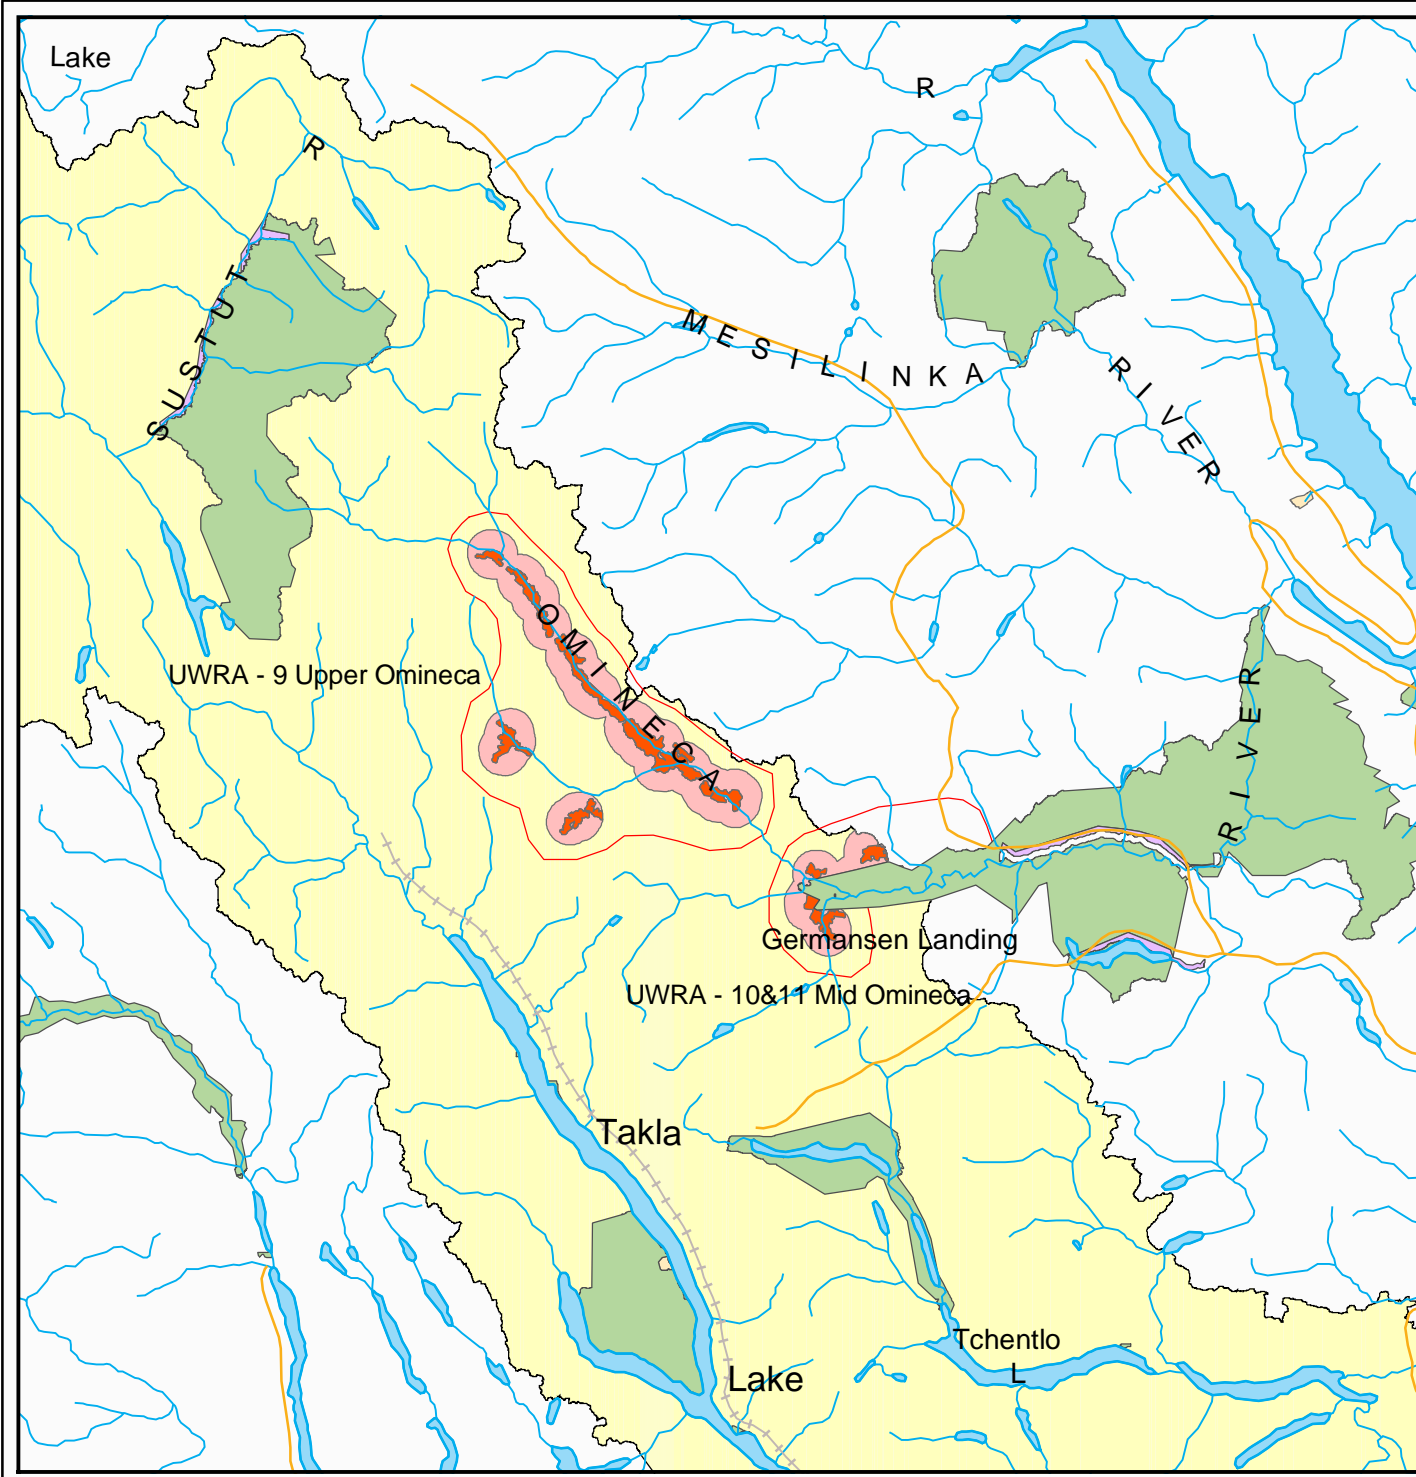 Lake
R
R
SUSTUT
MESILINKA
RIVER
OMINECA
UWRA - 9 Upper Omineca
RIVER
Germansen Landing
UWRA - 10&11 Mid Omineca
Takla
Tchentlo
L
Lake